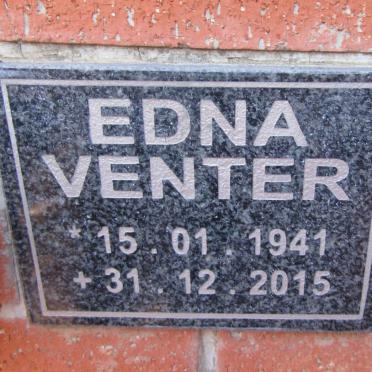 EDNA
VENTER
* 15 . 01 . 1941
+ 31 . 12 . 2015